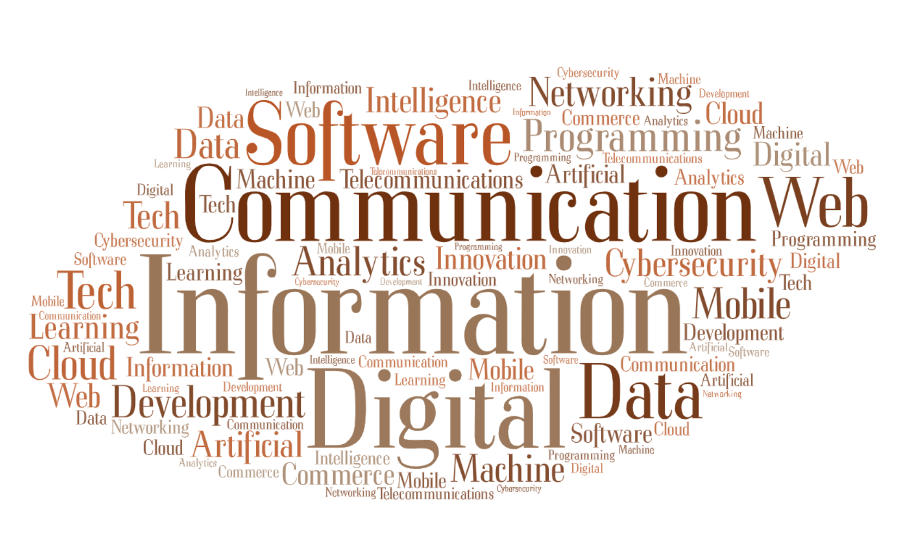 Cybersecurity
Machine
Intelligence
Information
Intelligence
Networking
Development
Data
Web
Intelligence
Information
Commerce
Analytics
Cloud
Data
Software
Programming
Machine
Learning
Telecommunications
Programming
Telecommunications
Digital
Digital
Machine
Telecommunications
Artificial
Analytics
Web
Tech
Tech
Communication
Web
Cybersecurity
Analytics
Mobile
Programming
Innovation
Innovation
Programming
Software
Learning
Analytics
Innovation
Cybersecurity
Digital
Tech
Cybersecurity
Development
Innovation
Networking
Commerce
Tech
Mobile
Information
Mobile
Communication
Learning
Data
Development
Artificial
Artificial
Software
Cloud
Information
Web
Intelligence
Communication
Mobile
Software
Communication
Web
Learning
Development
Learning
Information
Artificial
Networking
Data
Development
Digital
Data
Networking
Communication
Software
Cloud
Cloud
Artificial
Machine
Analytics
Commerce
Intelligence
Programming
Commerce
Mobile
Machine
Digital
Networking
Telecommunications
Cybersecurity